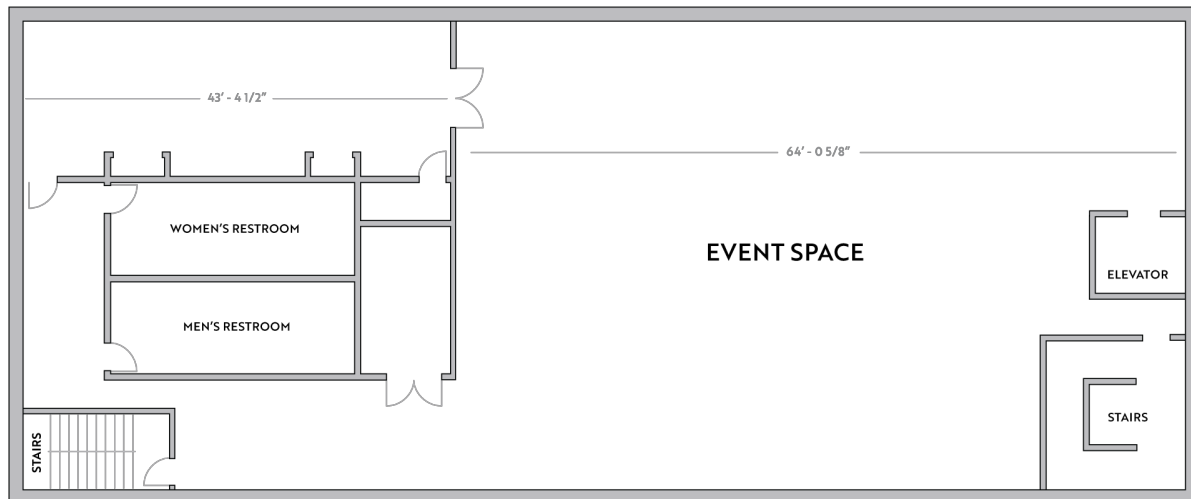 43' - 4 1/2"
64' - 0 5/8"
WOMEN'S RESTROOM
EVENT SPACE
ELEVATOR
MEN'S RESTROOM
STAIRS
STAIRS